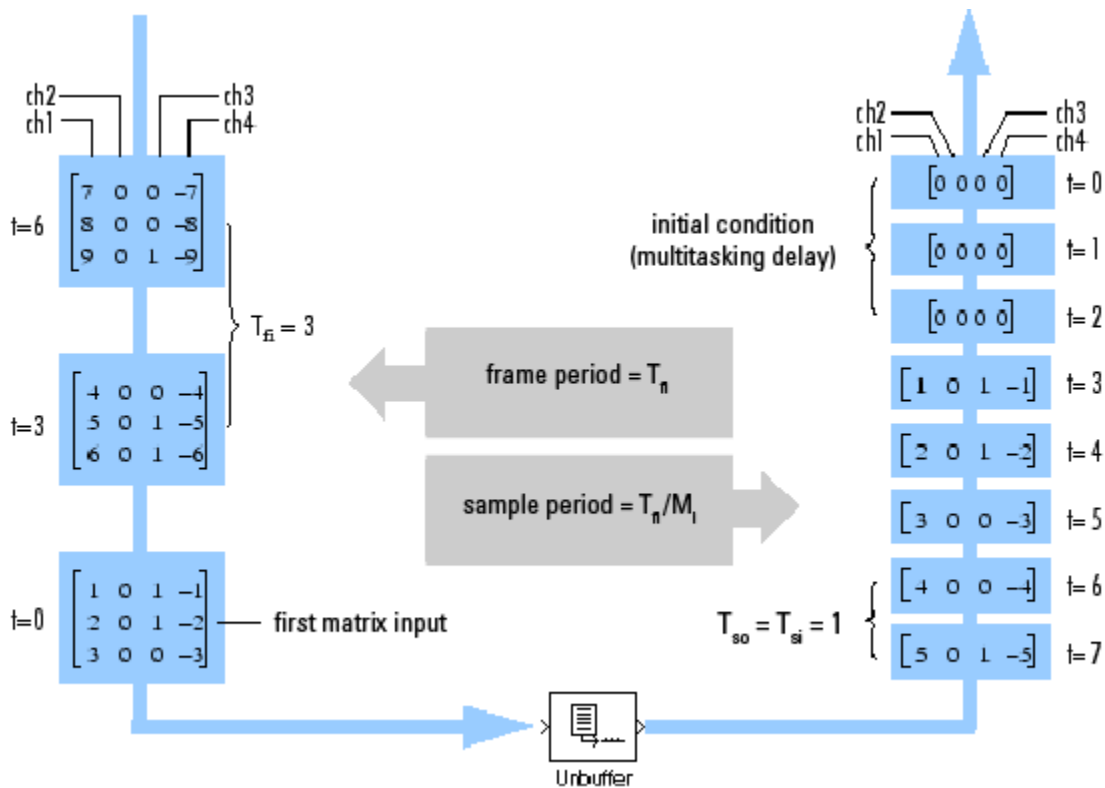 ch2 ch3
ch1 ch4
t=6
7 0 0 -7
8 0 0 -8
9 0 1 -9
T_fi = 3
t=3
4 0 0 -4
5 0 1 -5
6 0 1 -6
t=0
1 0 1 -1
2 0 1 -2
3 0 0 -3
first matrix input
frame period = T_fi
sample period = T_fi/M_i
Unbuffer
ch2 ch3
ch1 ch4
initial condition
(multitasking delay)
[0 0 0 0] t=0
[0 0 0 0] t=1
[0 0 0 0] t=2
[1 0 1 -1] t=3
[2 0 1 -2] t=4
[3 0 0 -3] t=5
[4 0 0 -4] t=6
T_so = T_si = 1
[5 0 1 -5] t=7